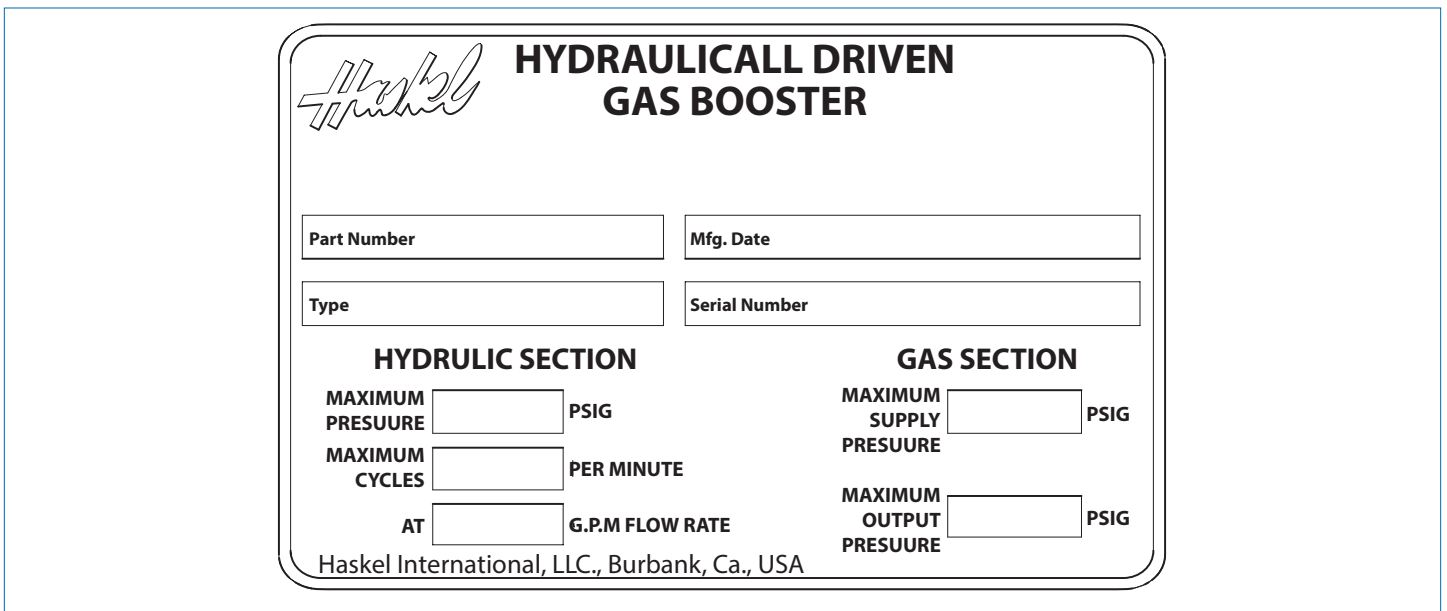 Haskel
HYDRAULICALL DRIVEN
GAS BOOSTER
Part Number
Mfg. Date
Type
Serial Number
HYDRULIC SECTION
MAXIMUM
PRESUURE
PSIG
MAXIMUM
CYCLES
PER MINUTE
AT
G.P.M FLOW RATE
GAS SECTION
MAXIMUM
SUPPLY
PRESUURE
PSIG
MAXIMUM
OUTPUT
PRESUURE
PSIG
Haskel International, LLC., Burbank, Ca., USA